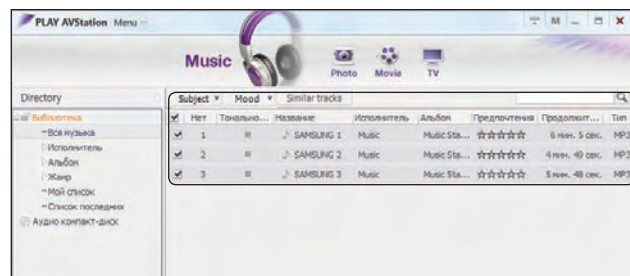 PLAY AVStation Menu
M
Music
Photo Movie TV
Directory
Subject Mood Similar tracks
Библиотека
Вся музыка
Исполнитель
Альбом
Жанр
Мой список
Список последних
Аудио компакт-диск
Нет Тонально... Название Исполнитель Альбом Предпочтения Продолжит... Тип
1 SAMSUNG 1 Music Music Sta... ☆☆☆☆☆ 6 мин. 5 сек. MP3
2 SAMSUNG 2 Music Music Sta... ☆☆☆☆☆ 4 мин. 49 сек. MP3
3 SAMSUNG 3 Music Music Sta... ☆☆☆☆☆ 5 мин. 48 сек. MP3